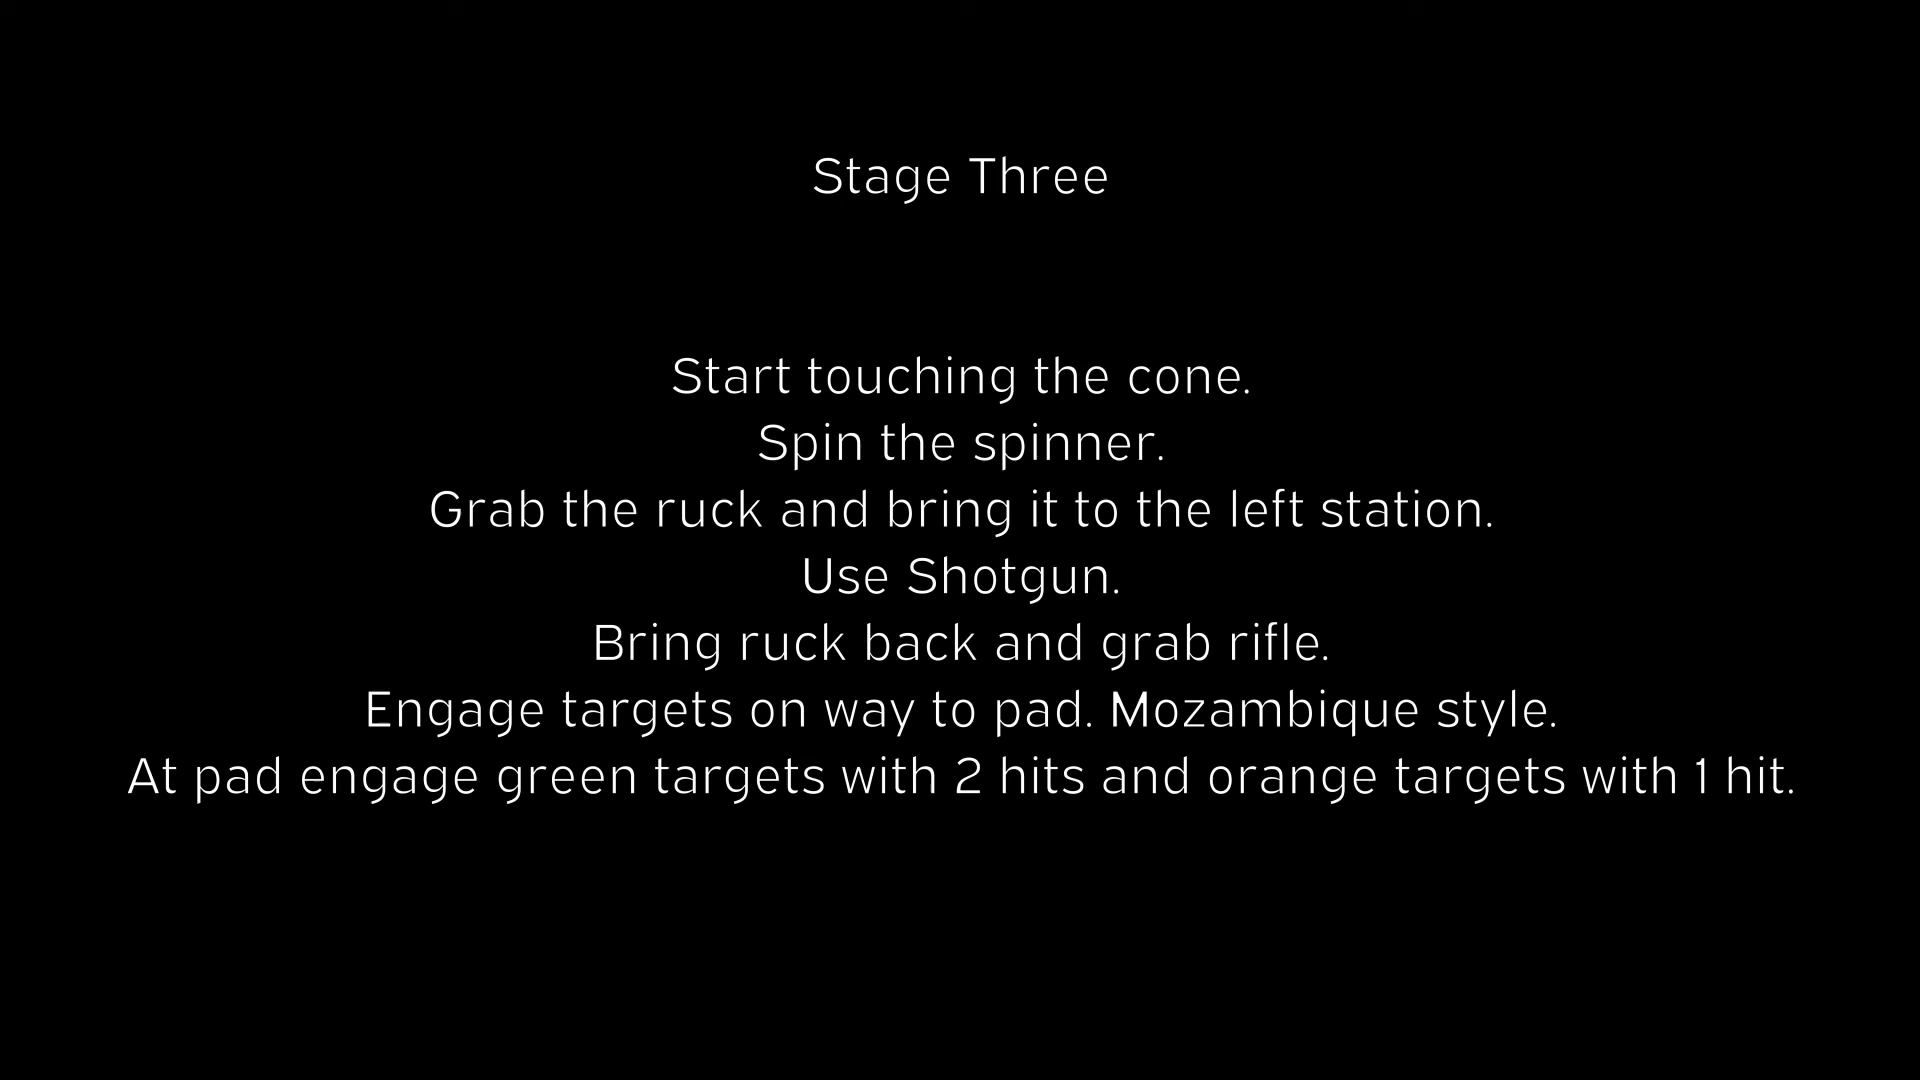 Stage Three
Start touching the cone.
Spin the spinner.
Grab the ruck and bring it to the left station.
Use Shotgun.
Bring ruck back and grab rifle.
Engage targets on way to pad. Mozambique style.
At pad engage green targets with 2 hits and orange targets with 1 hit.